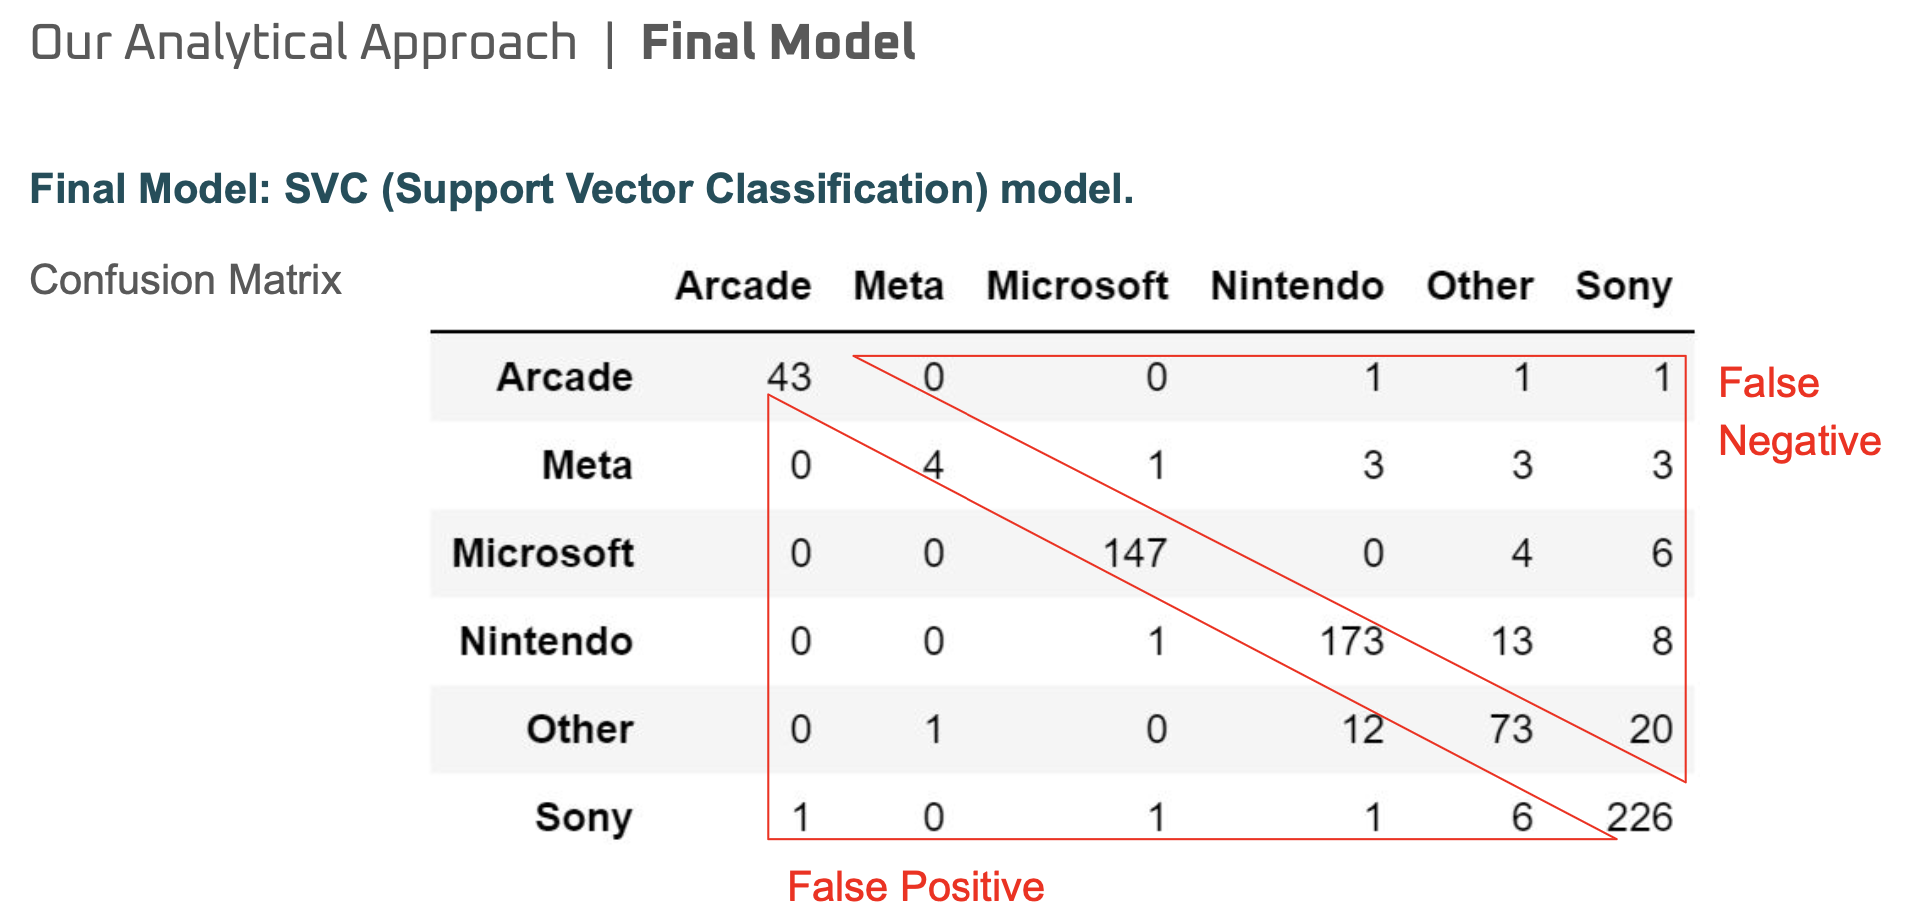 Our Analytical Approach | Final Model
Final Model: SVC (Support Vector Classification) model.
Confusion Matrix
Arcade Meta Microsoft Nintendo Other Sony
Arcade 43 0 0 1 1 1
Meta 0 4 1 3 3 3
Microsoft 0 0 147 0 4 6
Nintendo 0 0 1 173 13 8
Other 0 1 0 12 73 20
Sony 1 0 1 1 6 226
False
Negative
False Positive